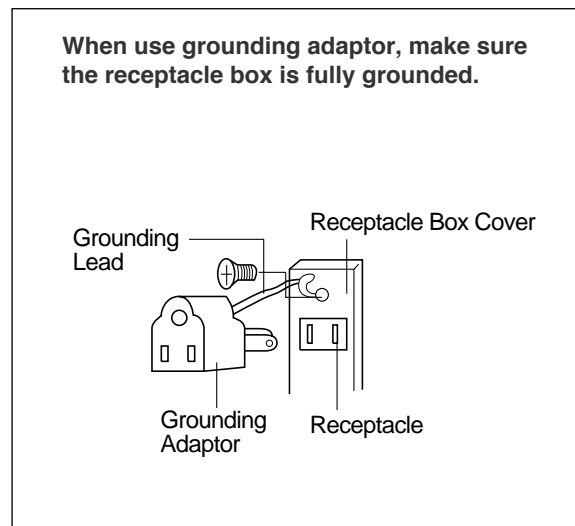 When use grounding adaptor, make sure
the receptacle box is fully grounded.
Grounding
Lead
Receptacle Box Cover
Grounding
Adaptor
Receptacle